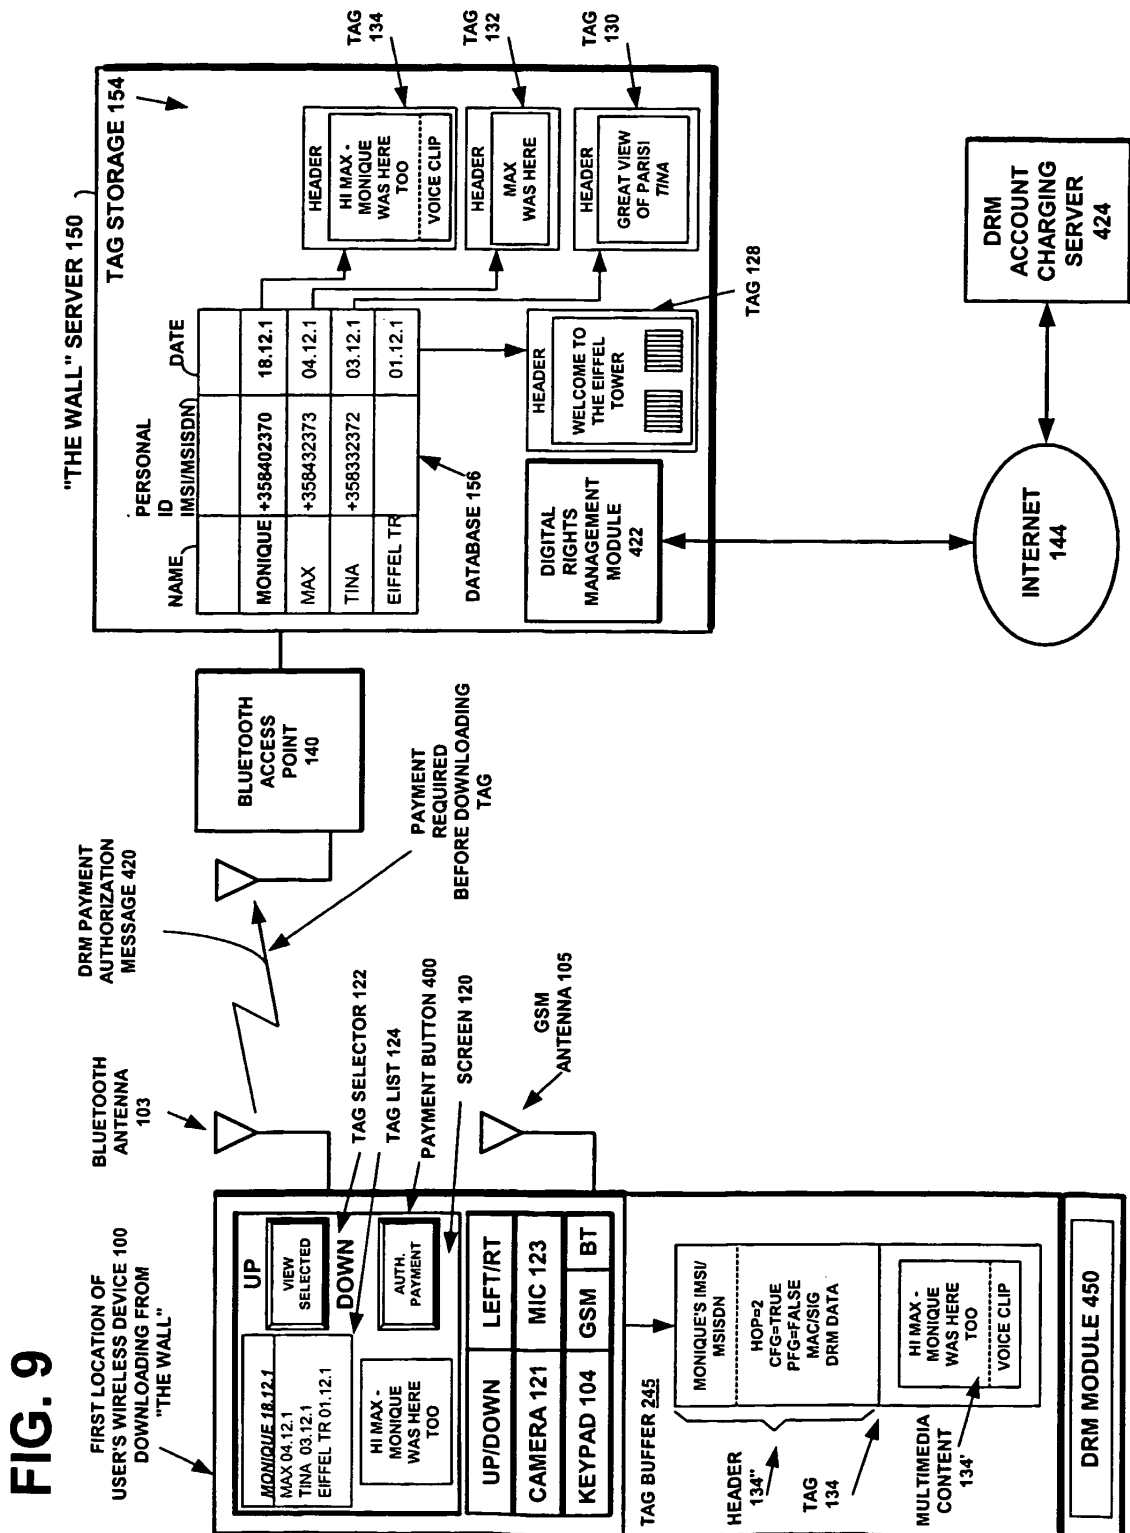 FIG. 9
FIRST LOCATION OF
USER'S WIRELESS DEVICE 100
DOWNLOADING FROM
"THE WALL"
BLUETOOTH
ANTENNA
103
DRM PAYMENT
AUTHORIZATION
MESSAGE 420
PAYMENT
REQUIRED
BEFORE DOWNLOADING
TAG
TAG SELECTOR 122
TAG LIST 124
PAYMENT BUTTON 400
SCREEN 120
GSM
ANTENNA 105
MONIQUE 18.12.1
MAX 04.12.1
TINA 03.12.1
EIFFEL TR 01.12.1
UP
VIEW
SELECTED
DOWN
HI MAX -
MONIQUE
WAS HERE
TOO
AUTH.
PAYMENT
UP/DOWN
LEFT/RT
CAMERA 121
MIC 123
KEYPAD 104
GSM
BT
TAG BUFFER 245
MONIQUE'S IMSI/
MSISDN
HOP=2
CFG=TRUE
PFG=FALSE
MAC/SIG
DRM DATA
HEADER
134"
TAG
134
HI MAX -
MONIQUE
WAS HERE
TOO
VOICE CLIP
MULTIMEDIA
CONTENT
134'
DRM MODULE 450
BLUETOOTH
ACCESS
POINT
140
"THE WALL" SERVER 150
TAG STORAGE 154
NAME
PERSONAL
ID
IMSI/MSISDN
DATE
MONIQUE +358402370 18.12.1
MAX +358432373 04.12.1
TINA +358332372 03.12.1
EIFFEL TR 01.12.1
DATABASE 156
HEADER
HI MAX -
MONIQUE
WAS HERE
TOO
VOICE CLIP
TAG
134
HEADER
MAX
WAS HERE
TAG
132
HEADER
GREAT VIEW
OF PARIS!
TINA
TAG
130
HEADER
WELCOME TO
THE EIFFEL
TOWER
TAG 128
DIGITAL
RIGHTS
MANAGEMENT
MODULE
422
INTERNET
144
DRM
ACCOUNT
CHARGING
SERVER
424